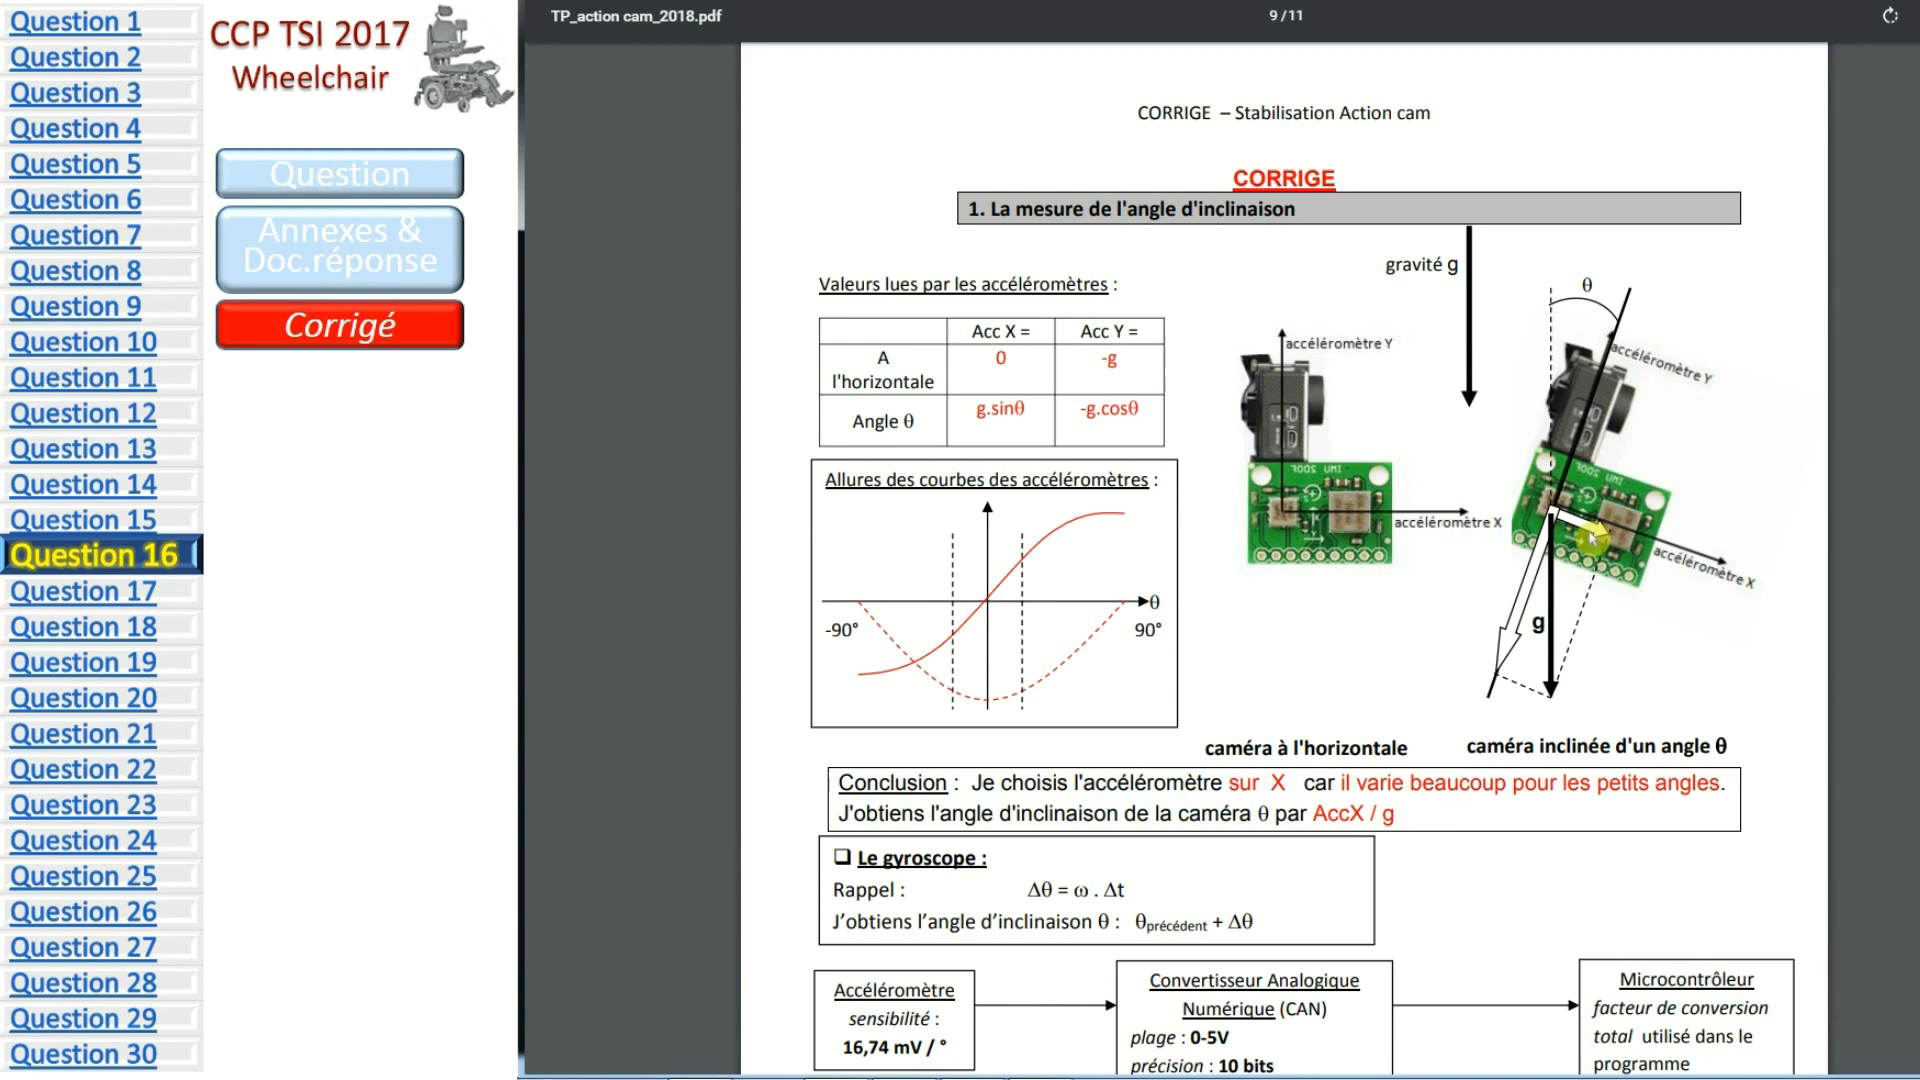 Question 1
Question 2
Question 3
Question 4
Question 5
Question 6
Question 7
Question 8
Question 9
Question 10
Question 11
Question 12
Question 13
Question 14
Question 15
Question 16
Question 17
Question 18
Question 19
Question 20
Question 21
Question 22
Question 23
Question 24
Question 25
Question 26
Question 27
Question 28
Question 29
Question 30
CCP TSI 2017
Wheelchair
Question
Annexes &
Doc.réponse
Corrigé
TP_action cam_2018.pdf
9 / 11
CORRIGE – Stabilisation Action cam
CORRIGE
1. La mesure de l'angle d'inclinaison
Valeurs lues par les accéléromètres :
Acc X = Acc Y =
A l'horizontale 0 -g
Angle θ g.sinθ -g.cosθ
Allures des courbes des accéléromètres :
θ
-90°
90°
gravité g
accéléromètre Y
accéléromètre X
caméra à l'horizontale
θ
accéléromètre Y
accéléromètre X
g
caméra inclinée d'un angle θ
Conclusion : Je choisis l'accéléromètre sur X car il varie beaucoup pour les petits angles.
J'obtiens l'angle d'inclinaison de la caméra θ par AccX / g
❑ Le gyroscope :
Rappel : Δθ = ω . Δt
J’obtiens l’angle d’inclinaison θ : θprécédent + Δθ
Accéléromètre
sensibilité :
16,74 mV / °
Convertisseur Analogique
Numérique (CAN)
plage : 0-5V
précision : 10 bits
Microcontrôleur
facteur de conversion
total utilisé dans le
programme